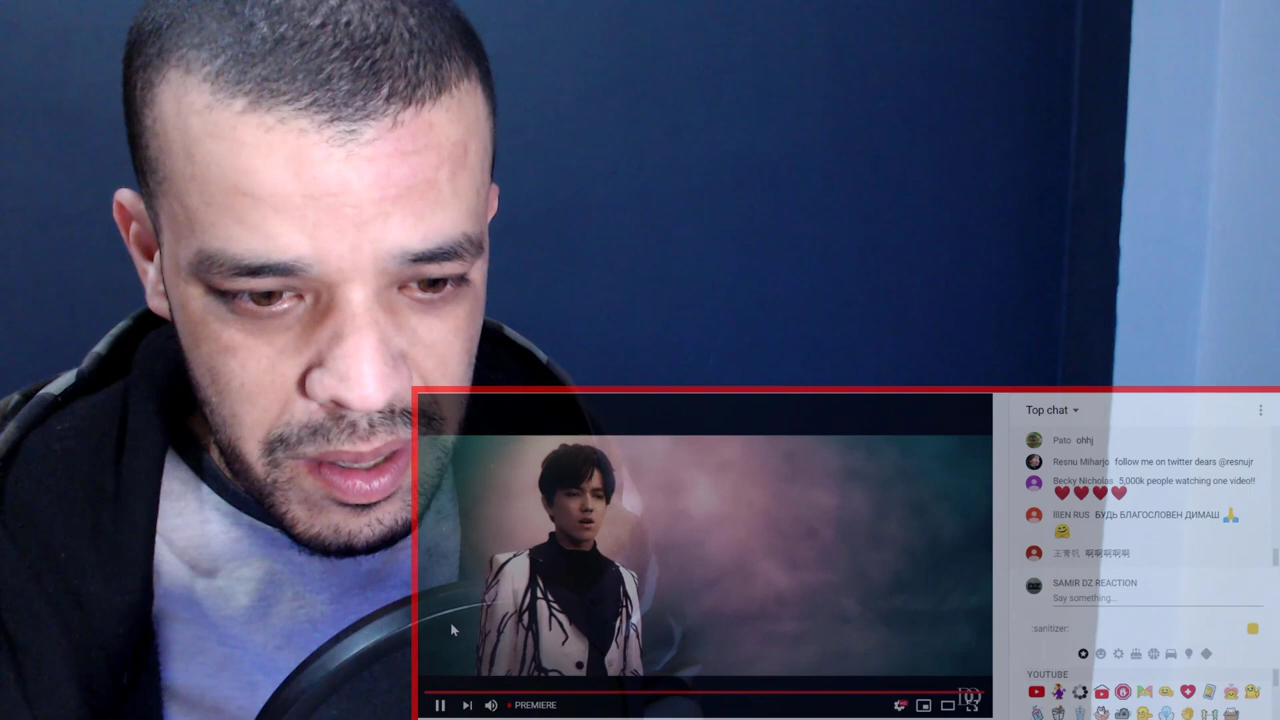 Top chat
Pato ohhj
Resnu Miharjo follow me on twitter dears @resnujr
Becky Nicholas 5,000k people watching one video!!
IIIEN RUS БУДЬ БЛАГОСЛОВЕН ДИМАШ
王青帆 啊啊啊啊啊
SAMIR DZ REACTION
Say something...
:sanitizer:
YOUTUBE
PREMIERE
DQ